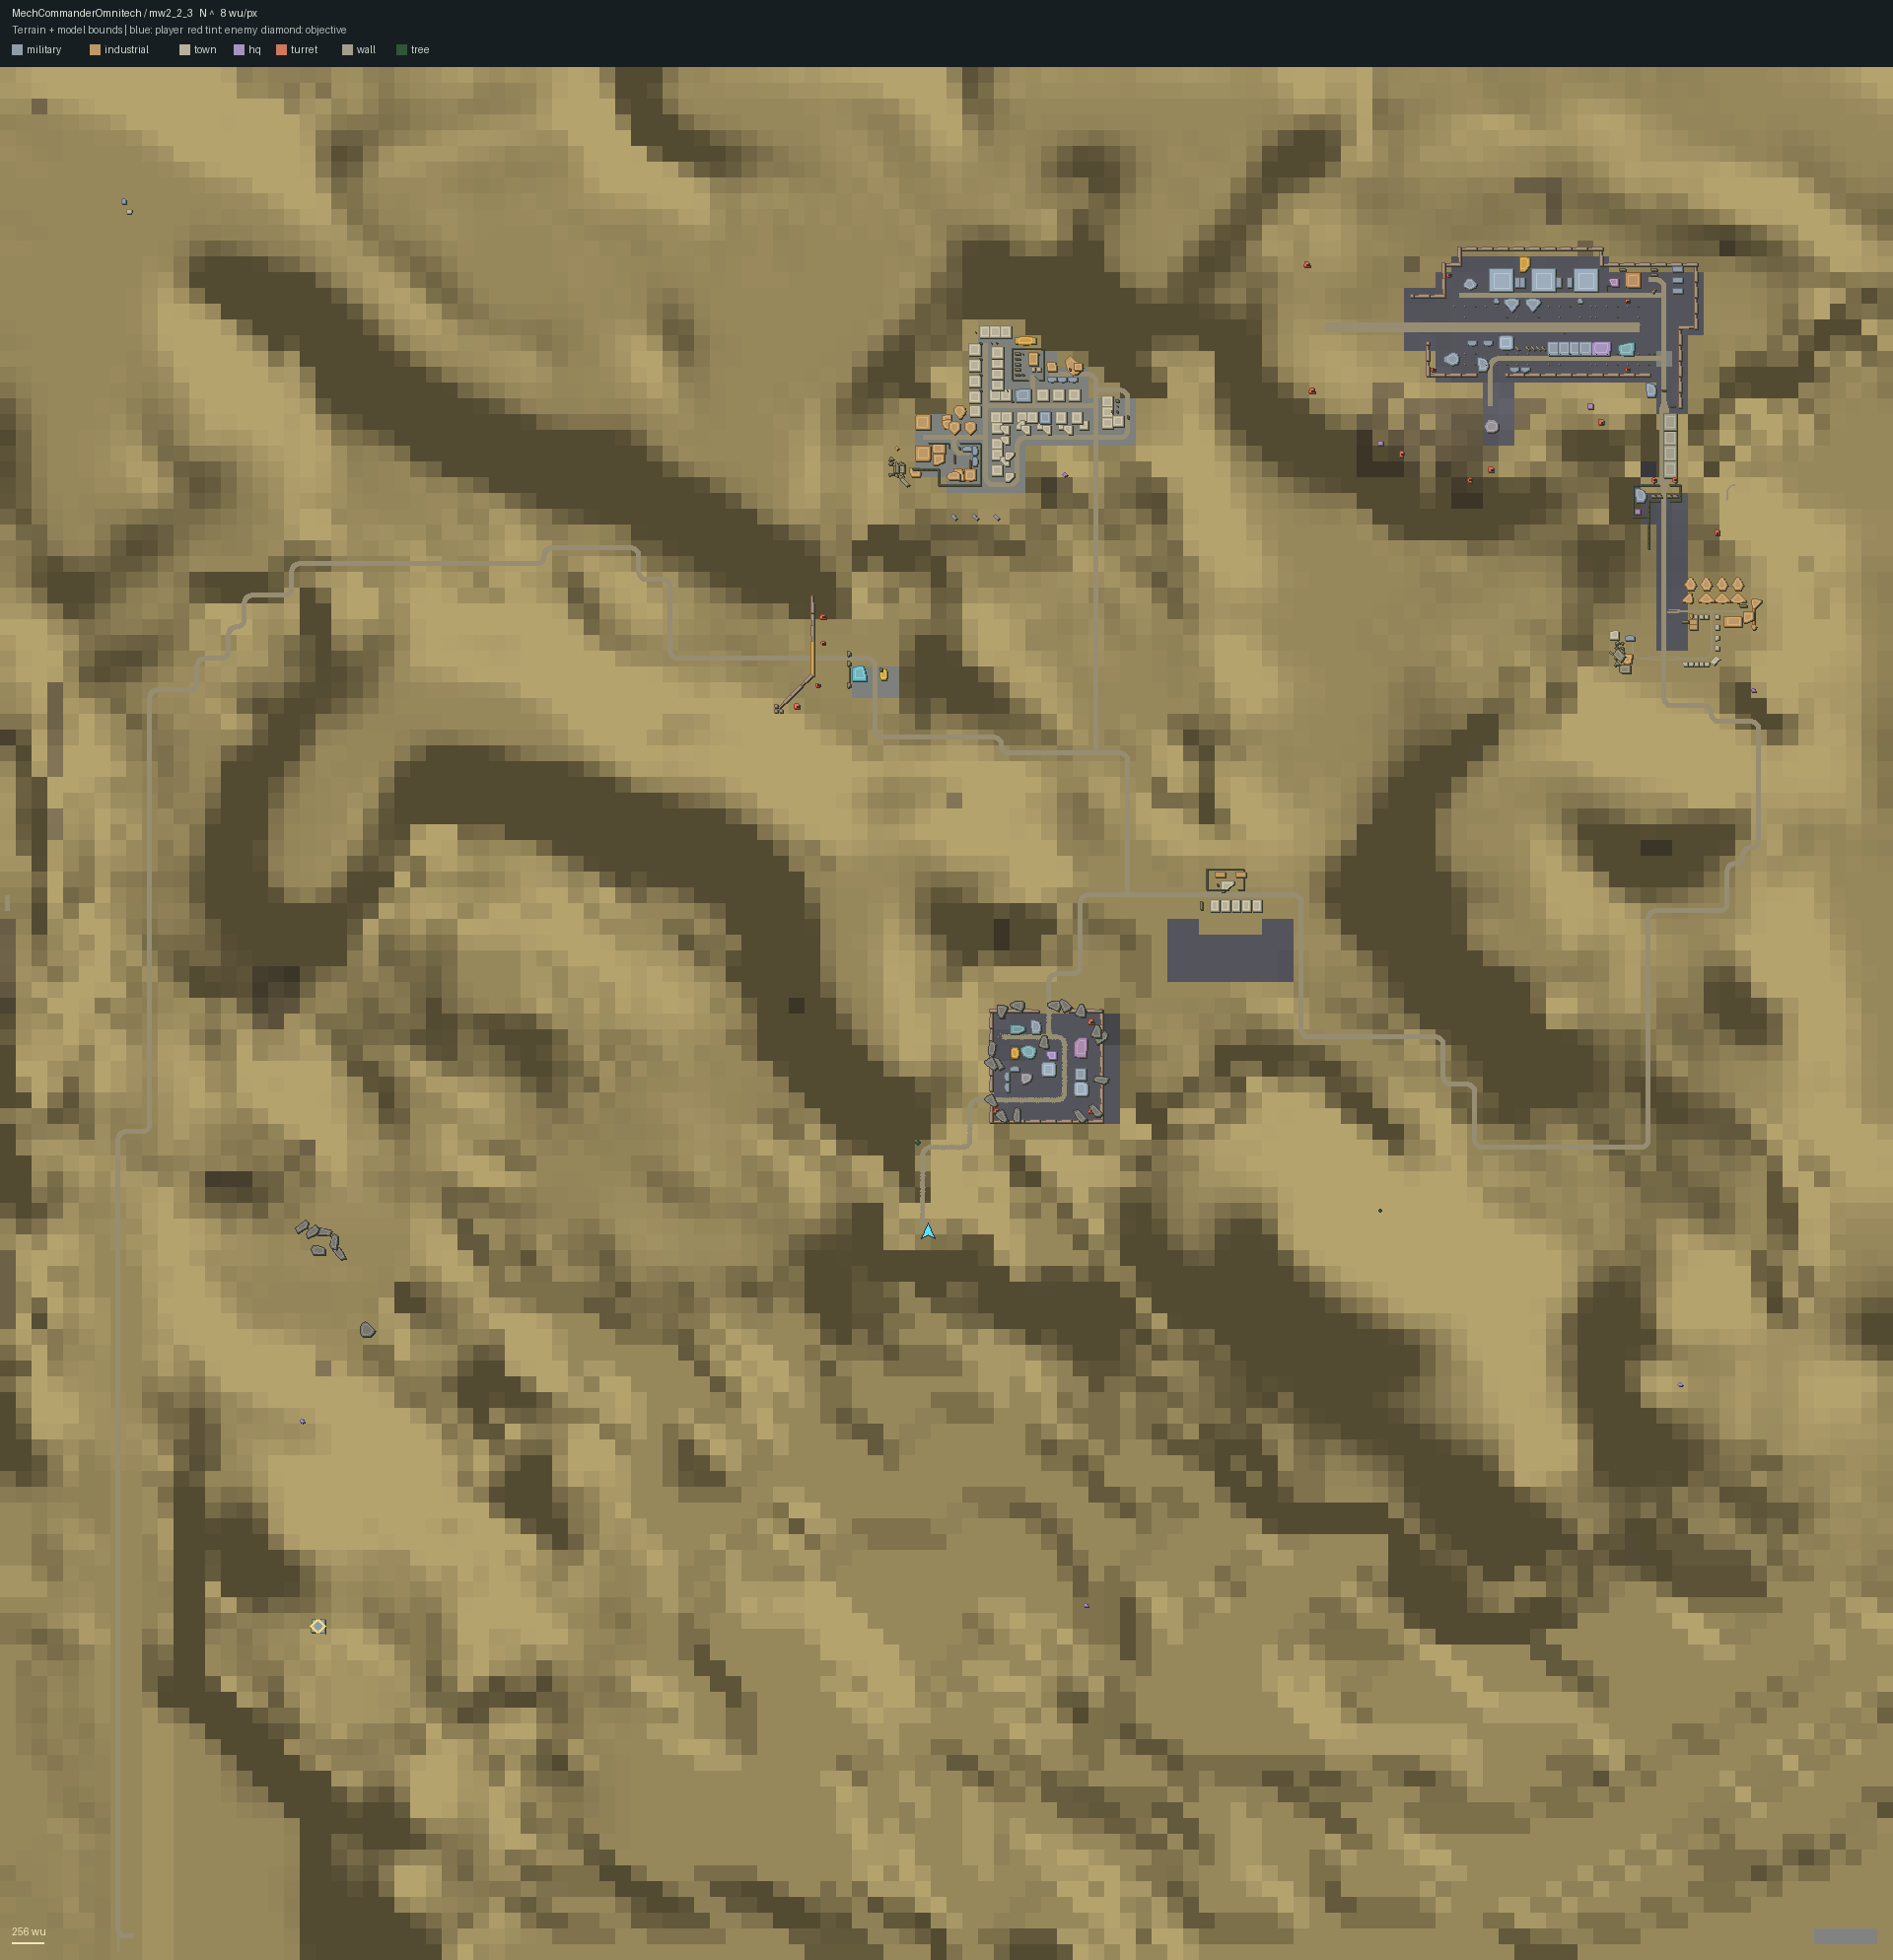 MechCommanderOmnitech / mw2_2_3 N ^ 8 wu/px
Terrain + model bounds | blue: player red tint: enemy diamond: objective
military industrial town hq turret wall tree
256 wu